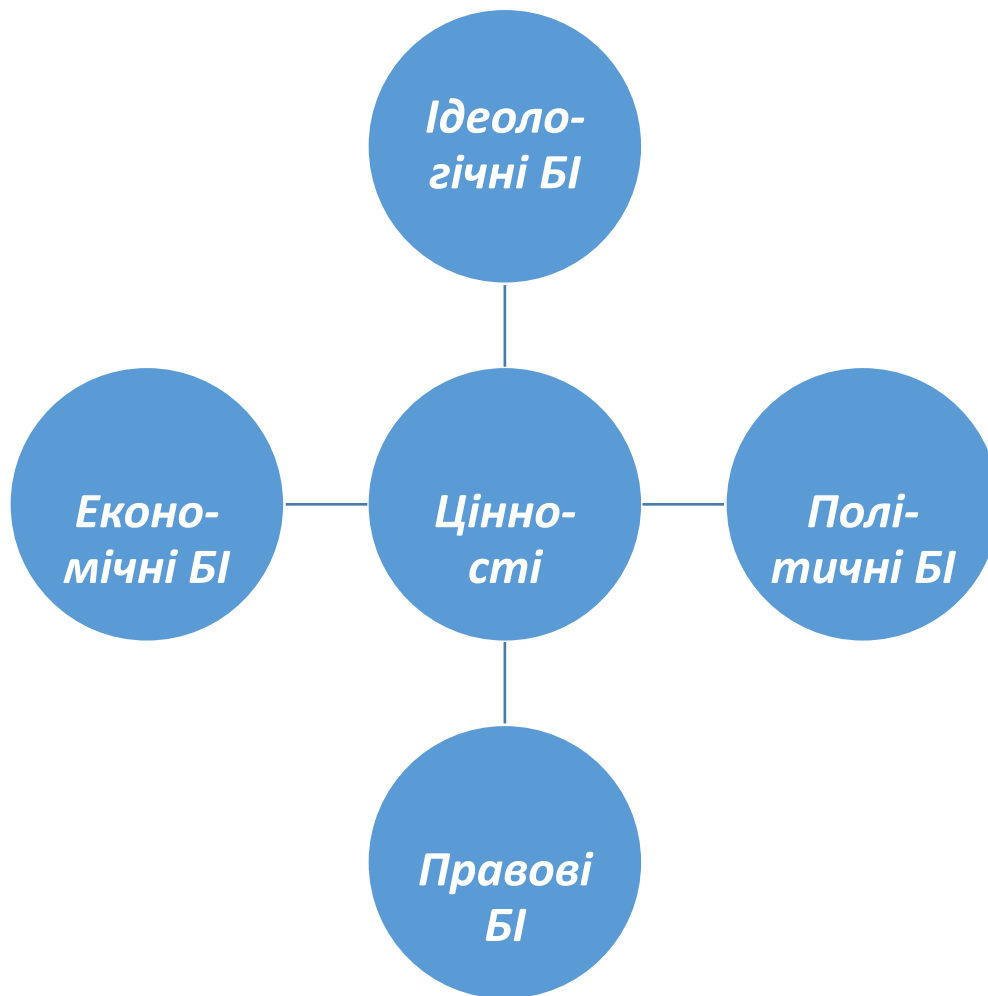 Ідеоло-
гічні БІ
Еконо-
мічні БІ
Цінно-
сті
Полі-
тичні БІ
Правові
БІ